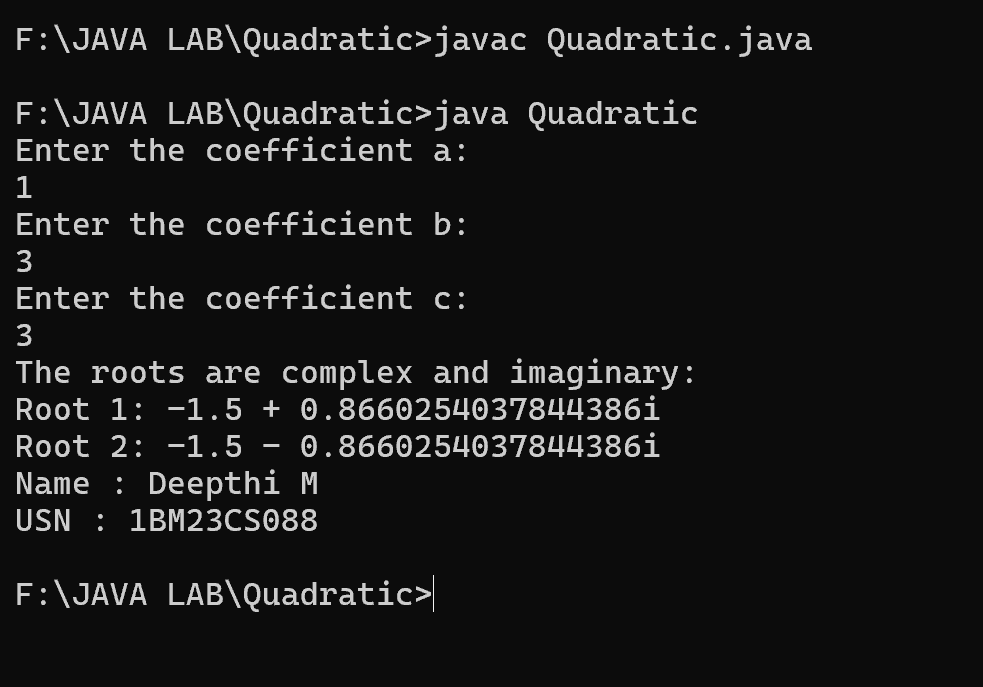 F:\JAVA LAB\Quadratic>javac Quadratic.java
F:\JAVA LAB\Quadratic>java Quadratic
Enter the coefficient a:
1
Enter the coefficient b:
3
Enter the coefficient c:
3
The roots are complex and imaginary:
Root 1: -1.5 + 0.8660254037844386i
Root 2: -1.5 - 0.8660254037844386i
Name : Deepthi M
USN : 1BM23CS088
F:\JAVA LAB\Quadratic>